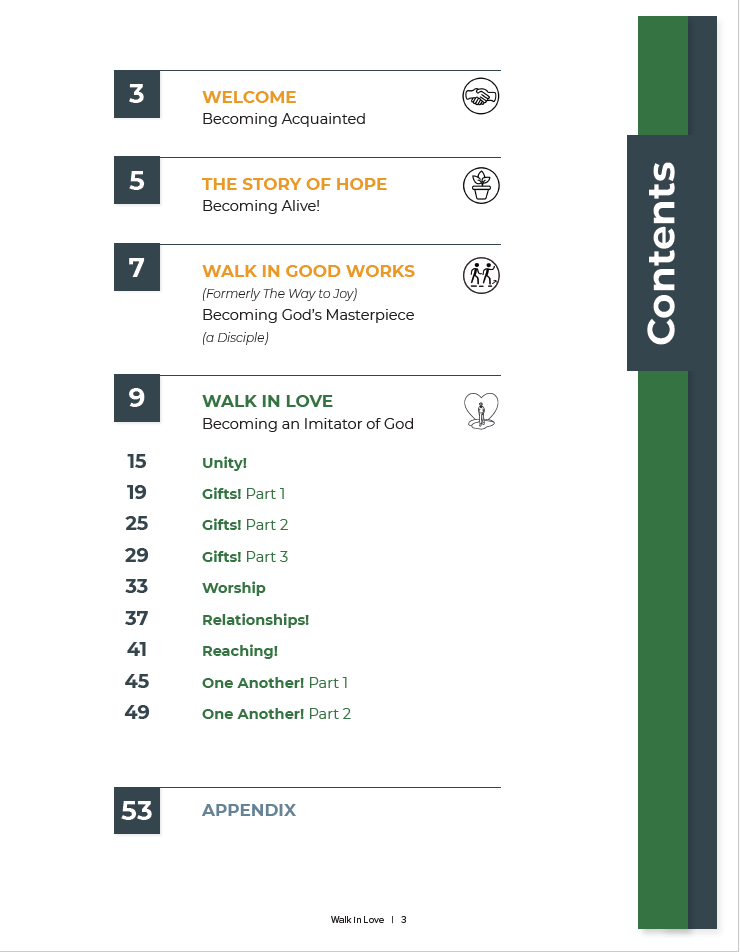 3
WELCOME
Becoming Acquainted
5
THE STORY OF HOPE
Becoming Alive!
7
WALK IN GOOD WORKS
(Formerly The Way to Joy)
Becoming God's Masterpiece
(a Disciple)
9
WALK IN LOVE
Becoming an Imitator of God
15 Unity!
19 Gifts! Part 1
25 Gifts! Part 2
29 Gifts! Part 3
33 Worship
37 Relationships!
41 Reaching!
45 One Another! Part 1
49 One Another! Part 2
53 APPENDIX
Contents
Walk in Love | 3